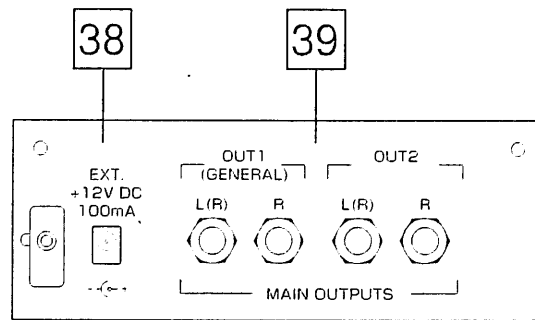 38 39
OUT1 OUT2
EXT. (GENERAL)
+12V DC
100mA L(R) R L(R) R
MAIN OUTPUTS